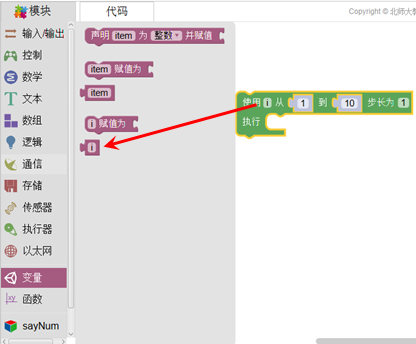 模块
代码
Copyright © 北师大教
输入/输出
控制
数学
文本
数组
逻辑
通信
存储
传感器
执行器
以太网
变量
函数
sayNum
声明 item 为 整数 并赋值
item 赋值为
item
i 赋值为
i
使用 i 从 1 到 10 步长为 1
执行